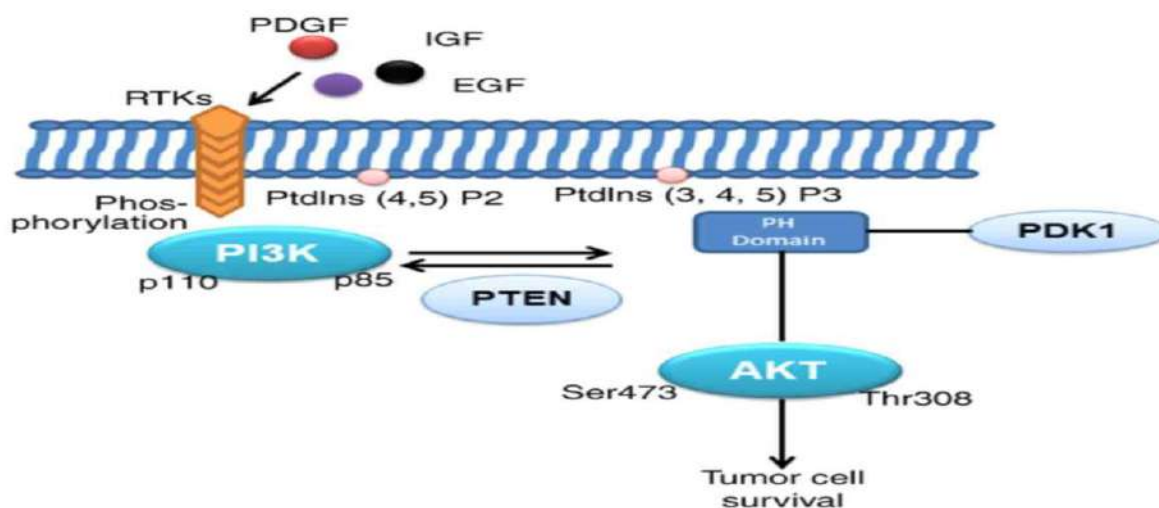 PDGF
IGF
EGF
RTKs
Phos-
phorylation
PtdIns (4,5) P2
PtdIns (3, 4, 5) P3
PH
Domain
PDK1
PI3K
p110
p85
PTEN
AKT
Ser473
Thr308
Tumor cell
survival